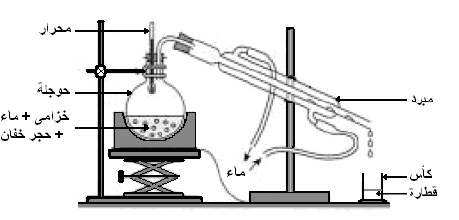 محرار
حوجلة
خزامى + ماء
+ حجر خفان
مبرد
ماء
كأس
قطارة